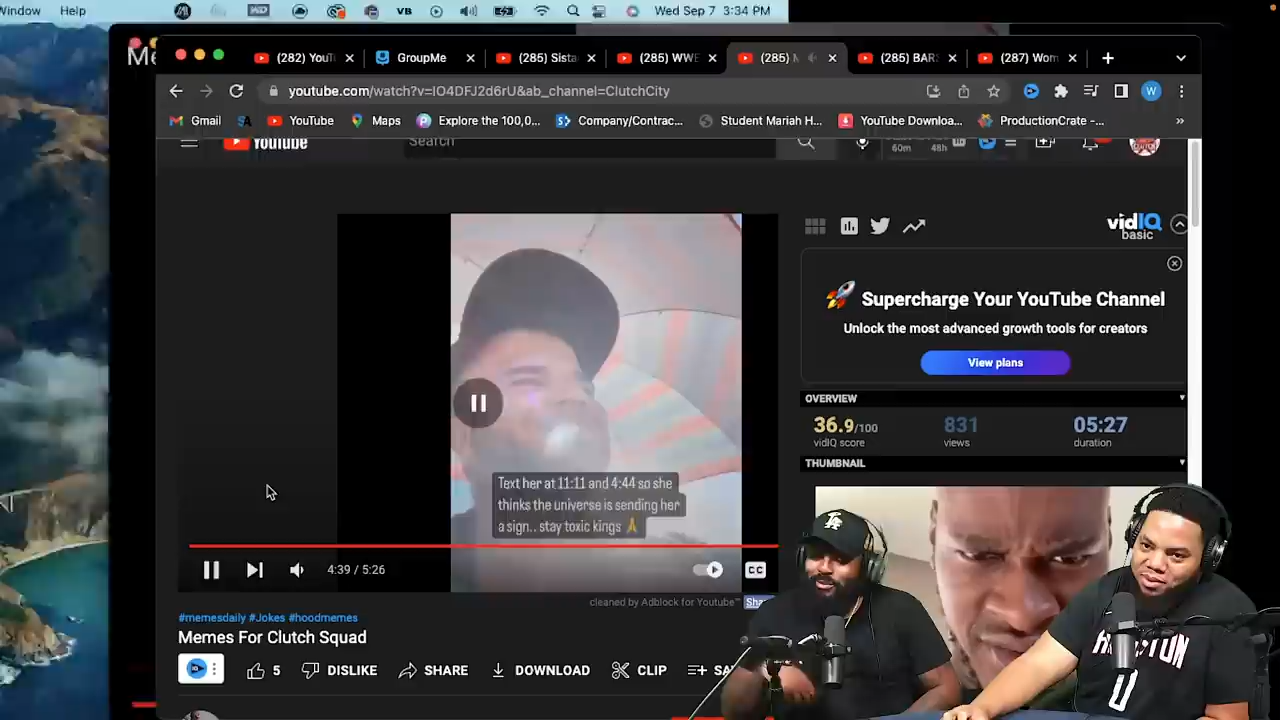 Window Help
VB
Wed Sep 7 3:34 PM
(282) YouT
GroupMe
(285) Sista
(285) WWE
(285) M
(285) BAR
(287) Wom
youtube.com/watch?v=IO4DFJ2d6rU&ab_channel=ClutchCity
W
Gmail
YouTube
Maps
Explore the 100,0...
Company/Contrac...
Student Mariah H...
YouTube Downloa...
ProductionCrate -...
»
YouTube
Search
60m
48h
vidIQ
basic
Supercharge Your YouTube Channel
Unlock the most advanced growth tools for creators
View plans
OVERVIEW
36.9/100
831
05:27
vidIQ score
views
duration
THUMBNAIL
Text her at 11:11 and 4:44 so she
thinks the universe is sending her
a sign.. stay toxic kings 🙏
4:39 / 5:26
CC
cleaned by Adblock for Youtube™
Sha
#memesdaily #Jokes #hoodmemes
Memes For Clutch Squad
5
DISLIKE
SHARE
DOWNLOAD
CLIP
SA